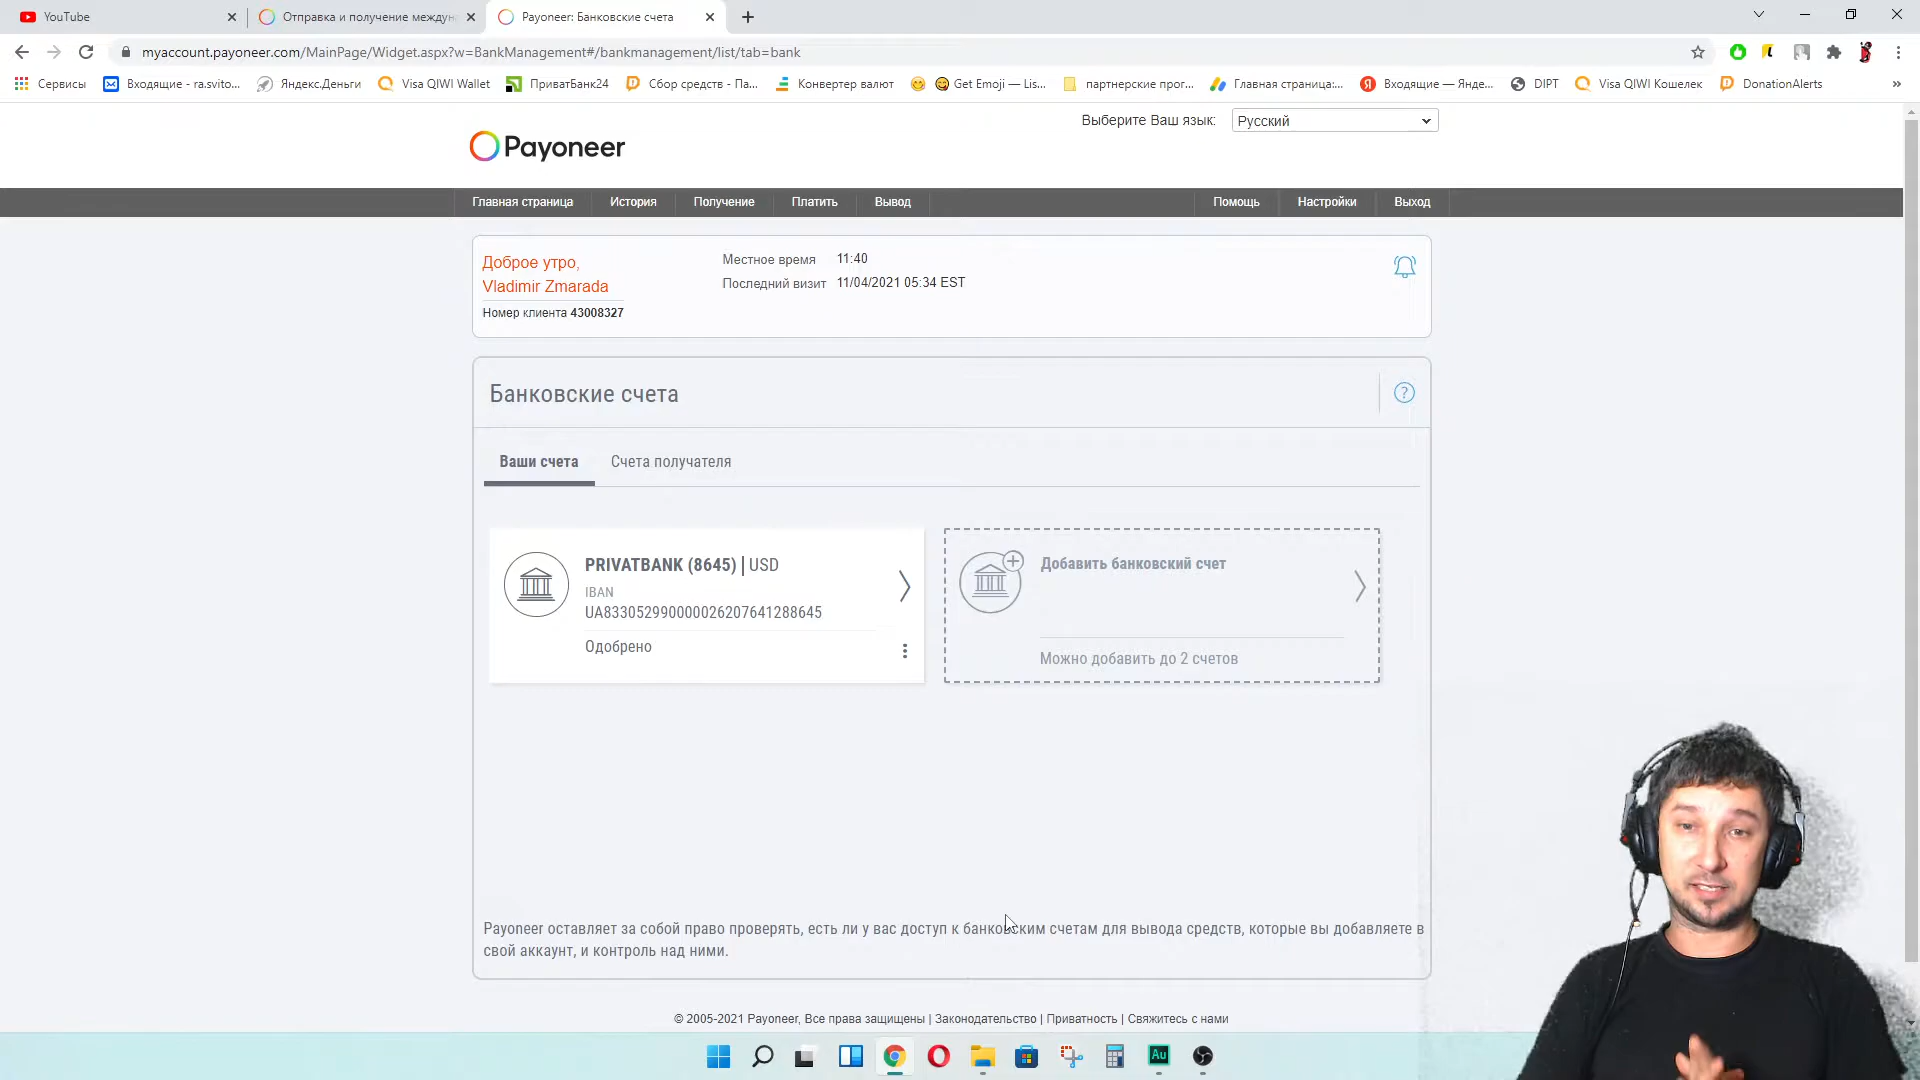 YouTube
Отправка и получение междун
Payoneer: Банковские счета
myaccount.payoneer.com/MainPage/Widget.aspx?w=BankManagement#/bankmanagement/list/tab=bank
Сервисы
Входящие - ra.svito...
Яндекс.Деньги
Visa QIWI Wallet
ПриватБанк24
Сбор средств - Па...
Конвертер валют
Get Emoji — Lis...
партнерские прог...
Главная страница:...
Входящие — Янде...
DIPT
Visa QIWI Кошелек
DonationAlerts
»
Выберите Ваш язык: Русский
Payoneer
Главная страница История Получение Платить Вывод Помощь Настройки Выход
Доброе утро,
Vladimir Zmarada
Номер клиента 43008327
Местное время 11:40
Последний визит 11/04/2021 05:34 EST
Банковские счета
?
Ваши счета Счета получателя
PRIVATBANK (8645) | USD
IBAN
UA833052990000026207641288645
Одобрено
Добавить банковский счет
Можно добавить до 2 счетов
Payoneer оставляет за собой право проверять, есть ли у вас доступ к банковским счетам для вывода средств, которые вы добавляете в
свой аккаунт, и контроль над ними.
© 2005-2021 Payoneer, Все права защищены | Законодательство | Приватность | Свяжитесь с нами
Au